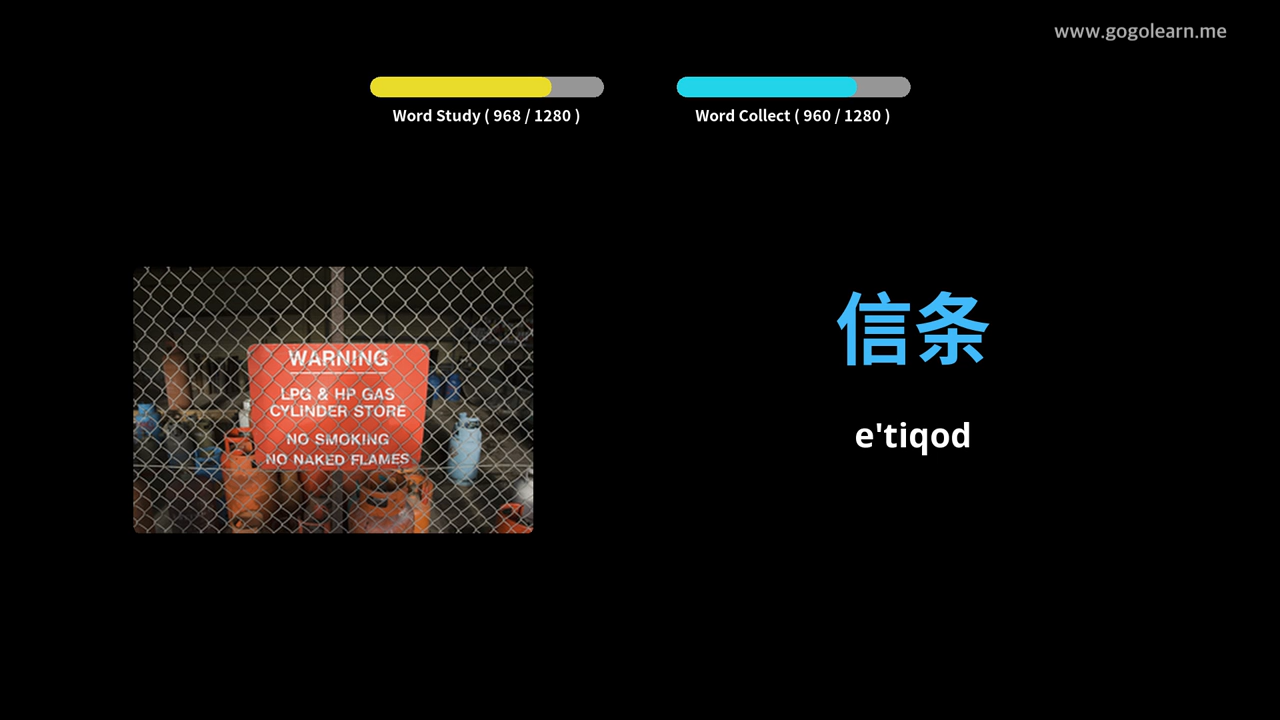 www.gogolearn.me
Word Study ( 968 / 1280 )
Word Collect ( 960 / 1280 )
WARNING
LPG & HP GAS
CYLINDER STORE
NO SMOKING
NO NAKED FLAMES
信条
e'tiqod